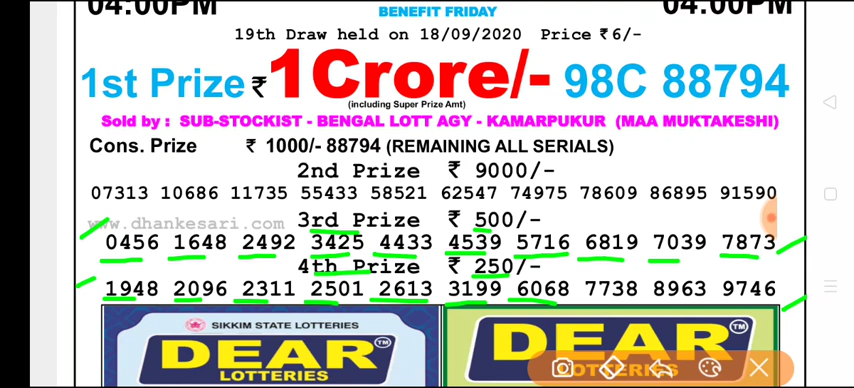 04:00PM 04:00PM
BENEFIT FRIDAY
19th Draw held on 18/09/2020 Price ₹6/-
1st Prize ₹1Crore/- 98C 88794
(including Super Prize Amt)
Sold by : SUB-STOCKIST - BENGAL LOTT AGY - KAMARPUKUR (MAA MUKTAKESHI)
Cons. Prize ₹ 1000/- 88794 (REMAINING ALL SERIALS)
2nd Prize ₹ 9000/-
07313 10686 11735 55433 58521 62547 74975 78609 86895 91590
www.dhankesari.com
3rd Prize ₹ 500/-
0456 1648 2492 3425 4433 4539 5716 6819 7039 7873
4th Prize ₹ 250/-
1948 2096 2311 2501 2613 3199 6068 7738 8963 9746
SIKKIM STATE LOTTERIES
DEAR™
LOTTERIES
DEAR™
LOTTERIES